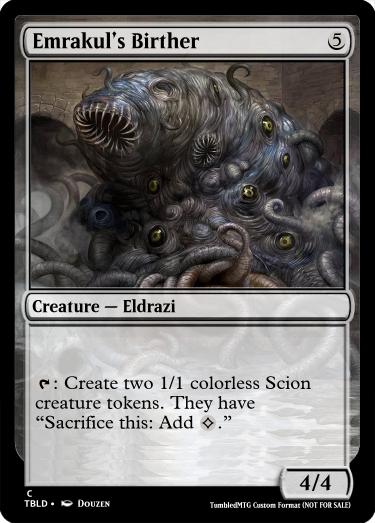 Emrakul's Birther 5
Creature — Eldrazi
: Create two 1/1 colorless Scion
creature tokens. They have
“Sacrifice this: Add .”
4/4
C
TBLD • Douzen
TumbledMTG Custom Format (NOT FOR SALE)